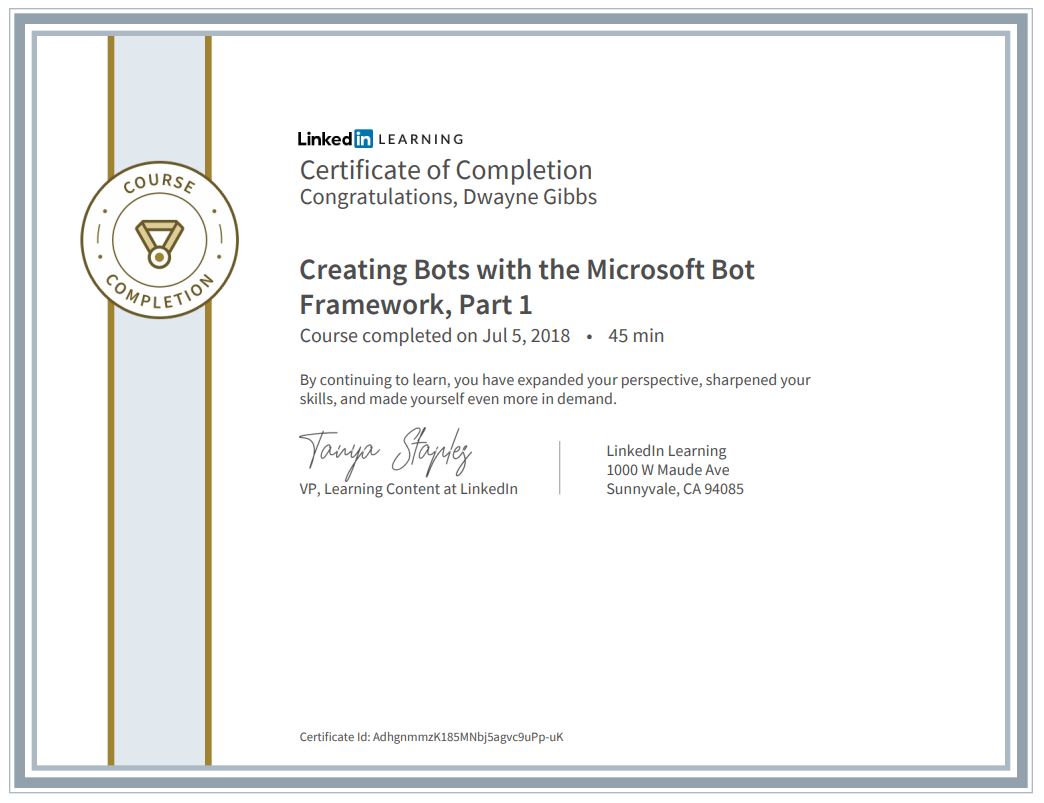 COURSE
COMPLETION
Linkedin LEARNING
Certificate of Completion
Congratulations, Dwayne Gibbs
Creating Bots with the Microsoft Bot
Framework, Part 1
Course completed on Jul 5, 2018 • 45 min
By continuing to learn, you have expanded your perspective, sharpened your
skills, and made yourself even more in demand.
Tanya Staples
VP, Learning Content at LinkedIn
LinkedIn Learning
1000 W Maude Ave
Sunnyvale, CA 94085
Certificate Id: AdhgnmmzK185MNbj5agvc9uPp-uK